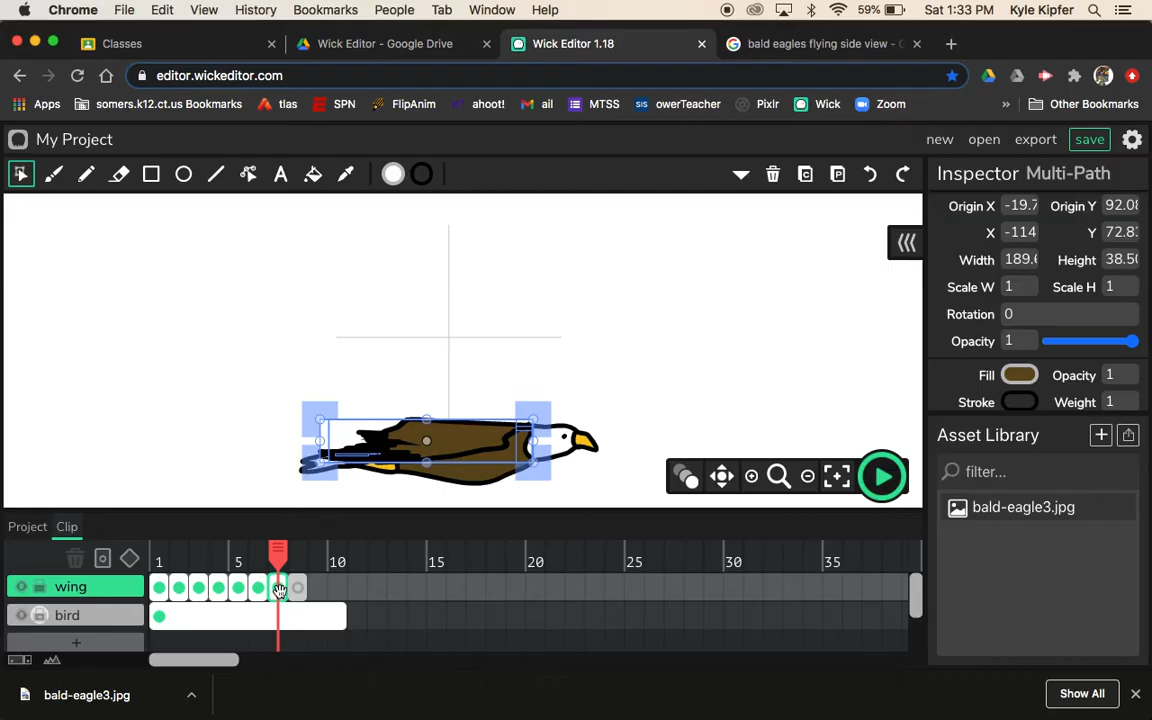 Chrome File Edit View History Bookmarks People Tab Window Help 59% Sat 1:33 PM Kyle Kipfer
Classes Wick Editor - Google Drive Wick Editor 1.18 bald eagles flying side view -
editor.wickeditor.com
Apps somers.k12.ct.us Bookmarks tlas SPN FlipAnim ahoot! ail MTSS SIS owerTeacher Pixlr Wick Zoom » Other Bookmarks
My Project new open export save
Inspector Multi-Path
Origin X -19.7 Origin Y 92.08
X -114 Y 72.83
Width 189.6 Height 38.50
Scale W 1 Scale H 1
Rotation 0
Opacity 1
Fill Opacity 1
Stroke Weight 1
Asset Library
filter...
bald-eagle3.jpg
Project Clip
1 5 10 15 20 25 30 35
wing
bird
bald-eagle3.jpg Show All